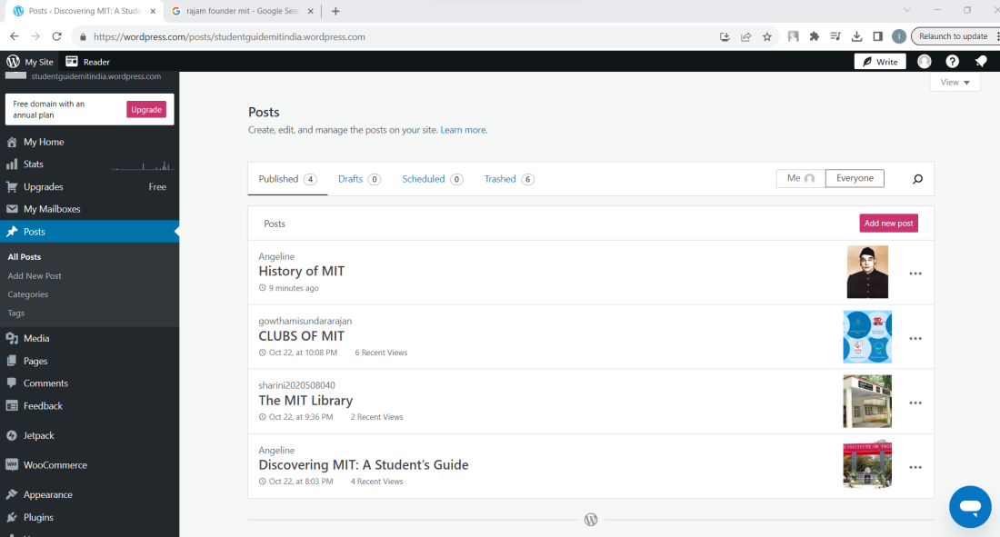 Posts ‹ Discovering MIT: A Stude
rajam founder mit - Google Sea
https://wordpress.com/posts/studentguidemitindia.wordpress.com
Relaunch to update
My Site
Reader
Write
studentguidemitindia.wordpress.com
View
Free domain with an
annual plan
Upgrade
My Home
Stats
Upgrades
Free
My Mailboxes
Posts
All Posts
Add New Post
Categories
Tags
Media
Pages
Comments
Feedback
Jetpack
WooCommerce
Appearance
Plugins
Posts
Create, edit, and manage the posts on your site. Learn more.
Published 4
Drafts 0
Scheduled 0
Trashed 6
Me
Everyone
Posts
Add new post
Angeline
History of MIT
9 minutes ago
gowthamisundararajan
CLUBS OF MIT
Oct 22, at 10:08 PM 6 Recent Views
sharini2020508040
The MIT Library
Oct 22, at 9:36 PM 2 Recent Views
Angeline
Discovering MIT: A Student’s Guide
Oct 22, at 8:03 PM 4 Recent Views